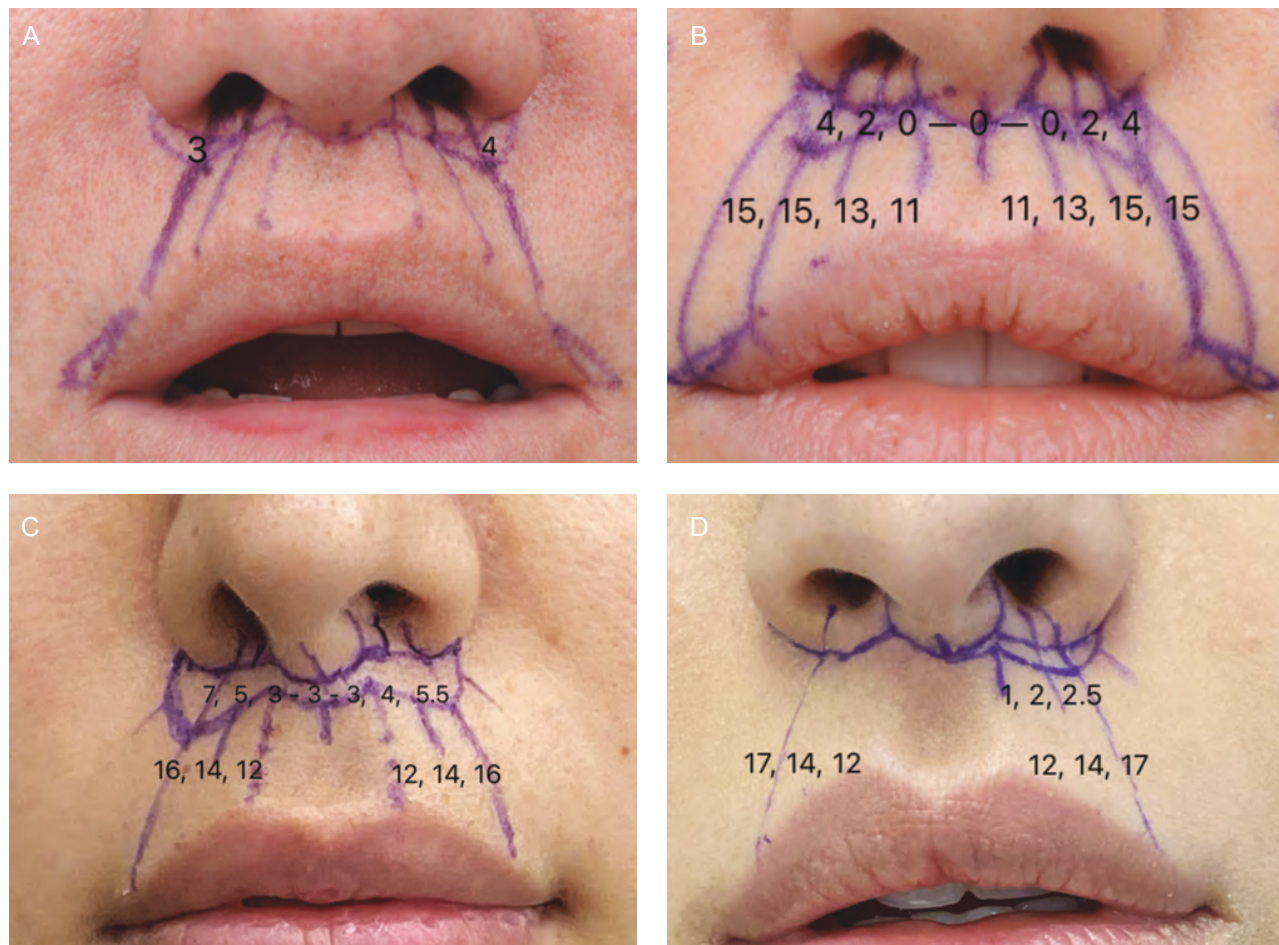 A
3
4
B
4, 2, 0 — 0 — 0, 2, 4
15, 15, 13, 11
11, 13, 15, 15
C
7, 5, 3 - 3 - 3, 4, 5.5
16, 14, 12
12, 14, 16
D
1, 2, 2.5
17, 14, 12
12, 14, 17